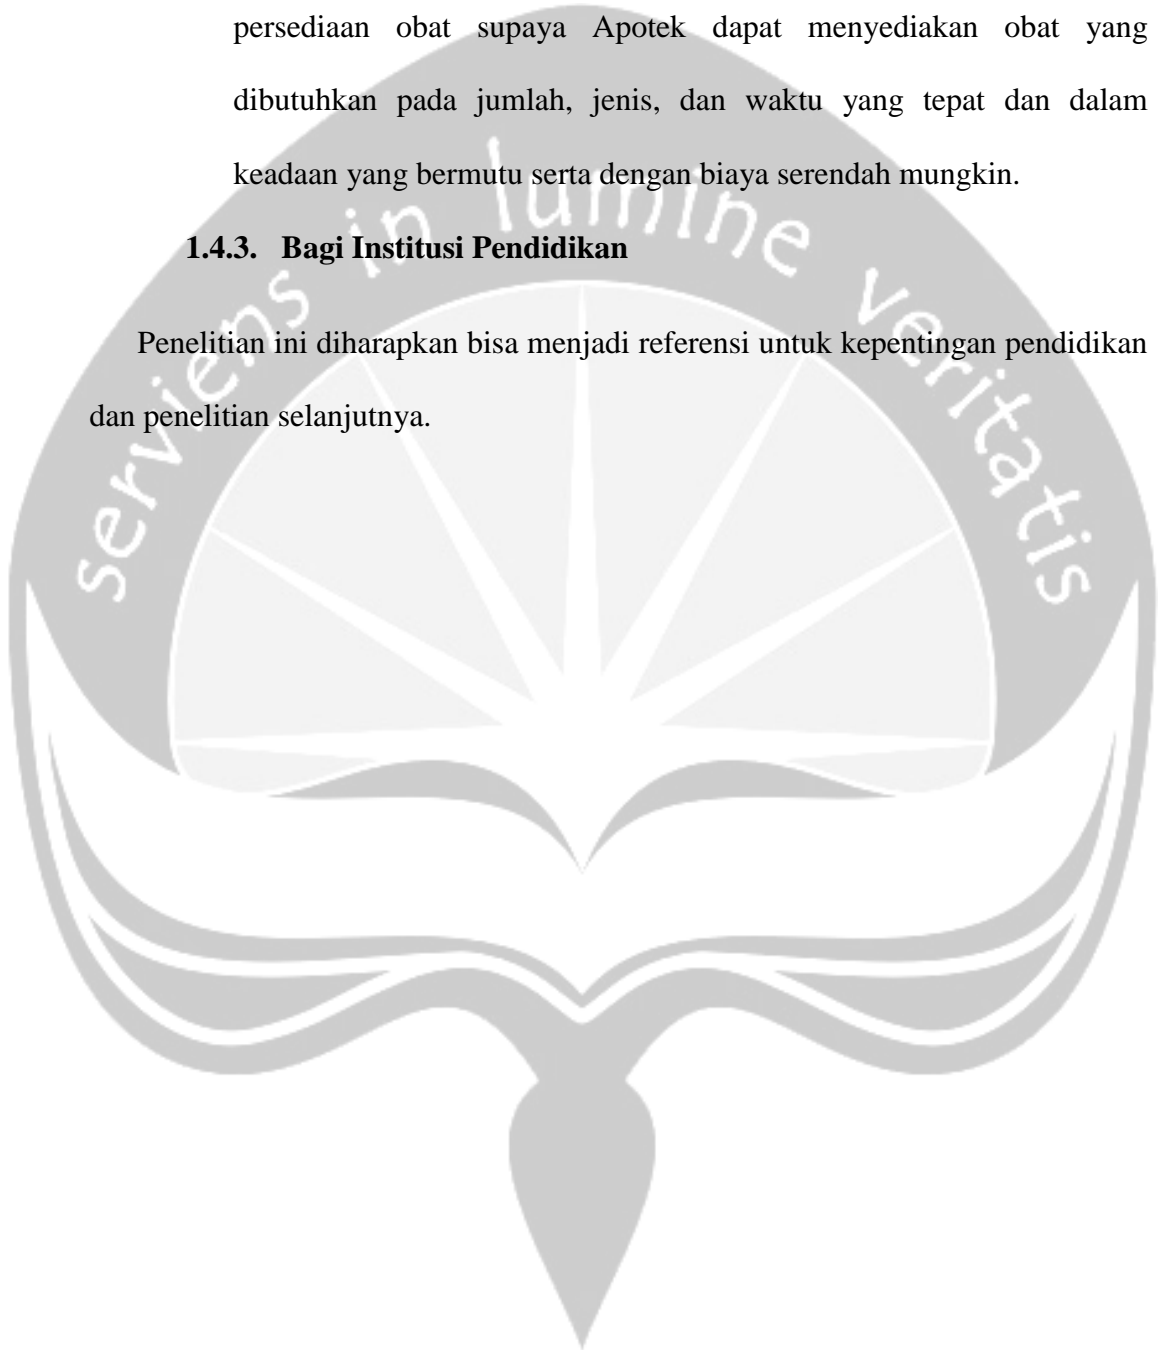 persediaan obat supaya Apotek dapat menyediakan obat yang
dibutuhkan pada jumlah, jenis, dan waktu yang tepat dan dalam
keadaan yang bermutu serta dengan biaya serendah mungkin.
1.4.3. Bagi Institusi Pendidikan
Penelitian ini diharapkan bisa menjadi referensi untuk kepentingan pendidikan
dan penelitian selanjutnya.
serviens in lumine veritatis